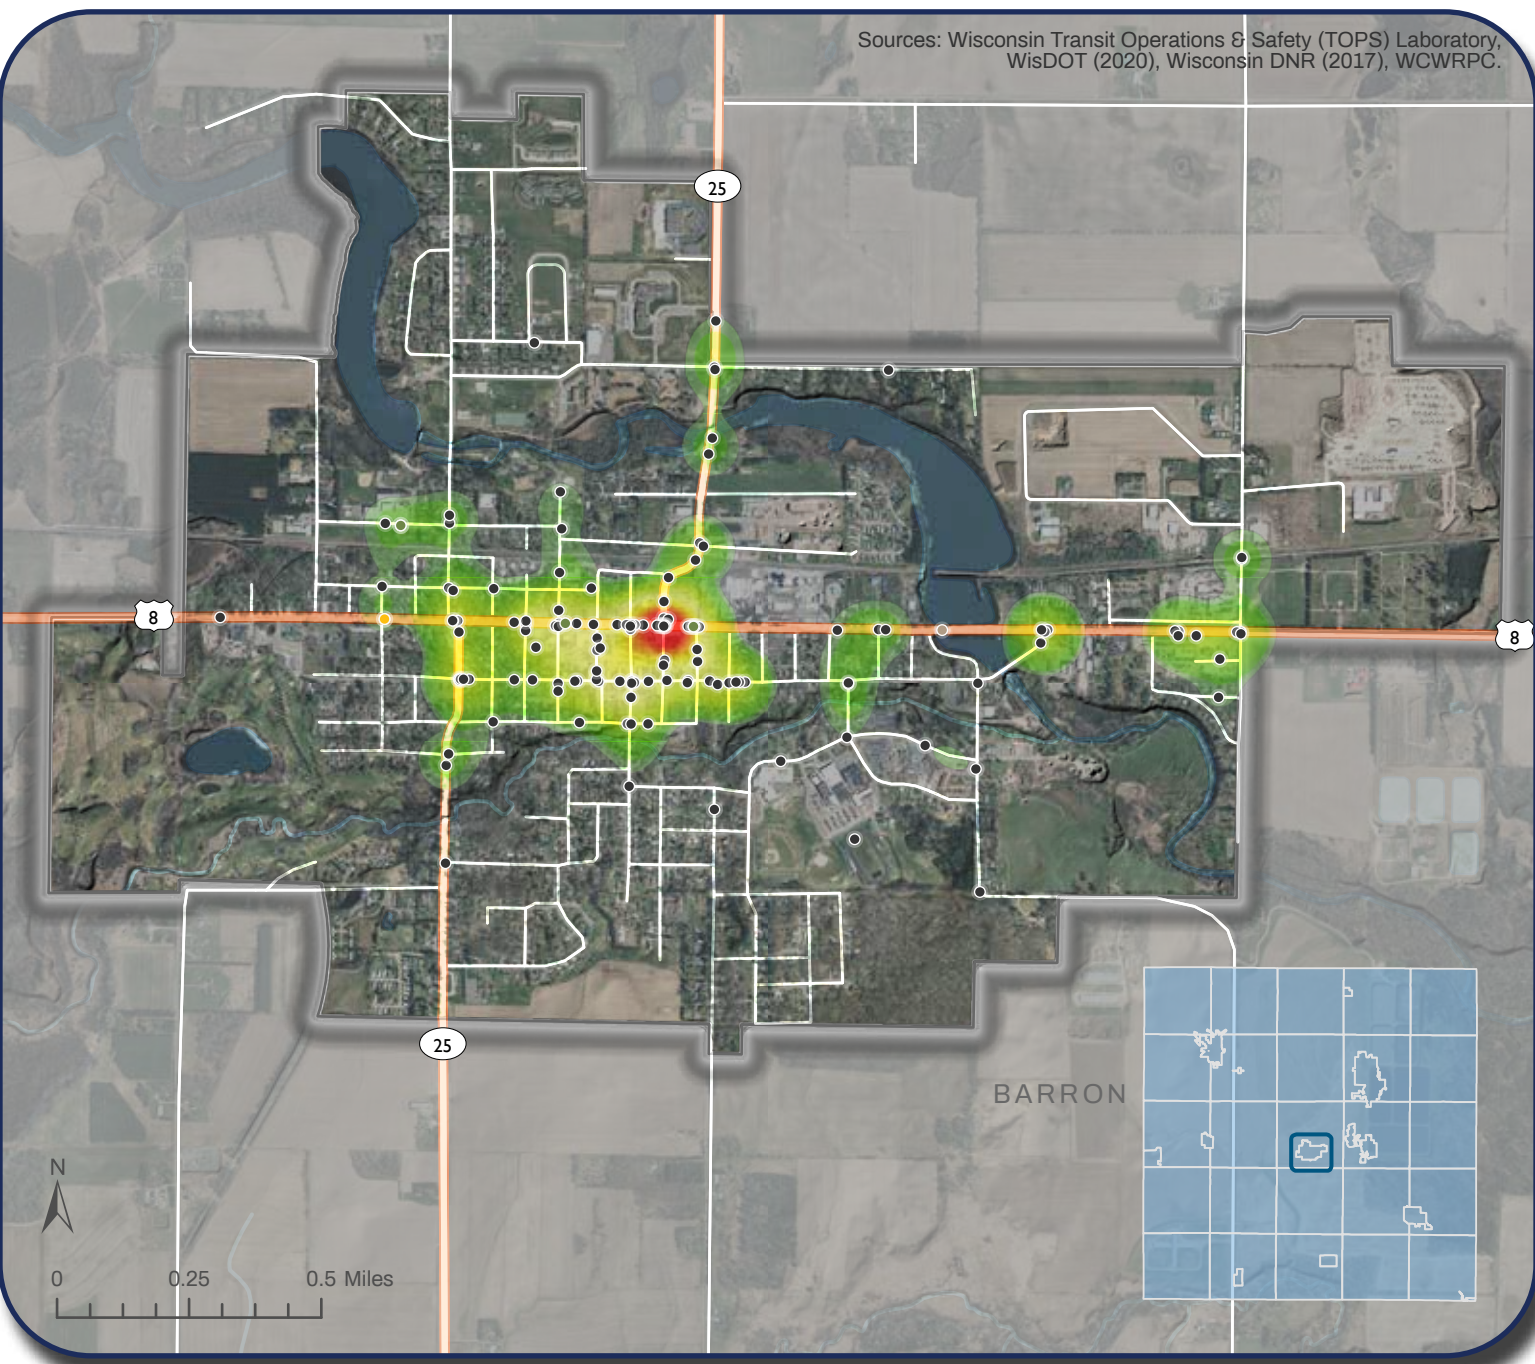 Sources: Wisconsin Transit Operations & Safety (TOPS) Laboratory,
WisDOT (2020), Wisconsin DNR (2017), WCWRPC.
25
8
8
25
BARRON
N
0 0.25 0.5 Miles